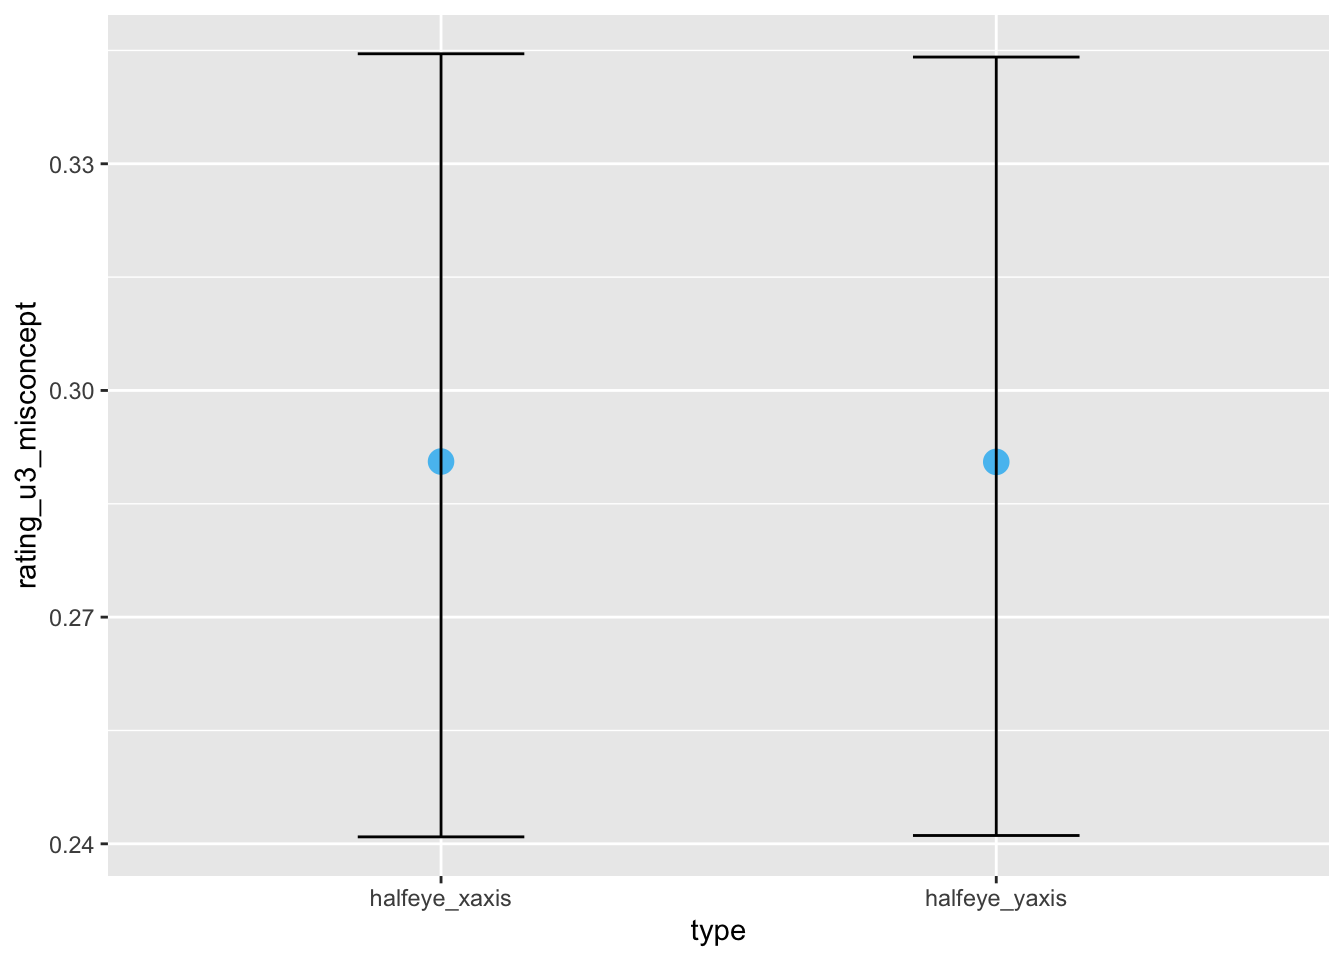 rating_u3_misconcept
0.33
0.30
0.27
0.24
halfeye_xaxis
halfeye_yaxis
type